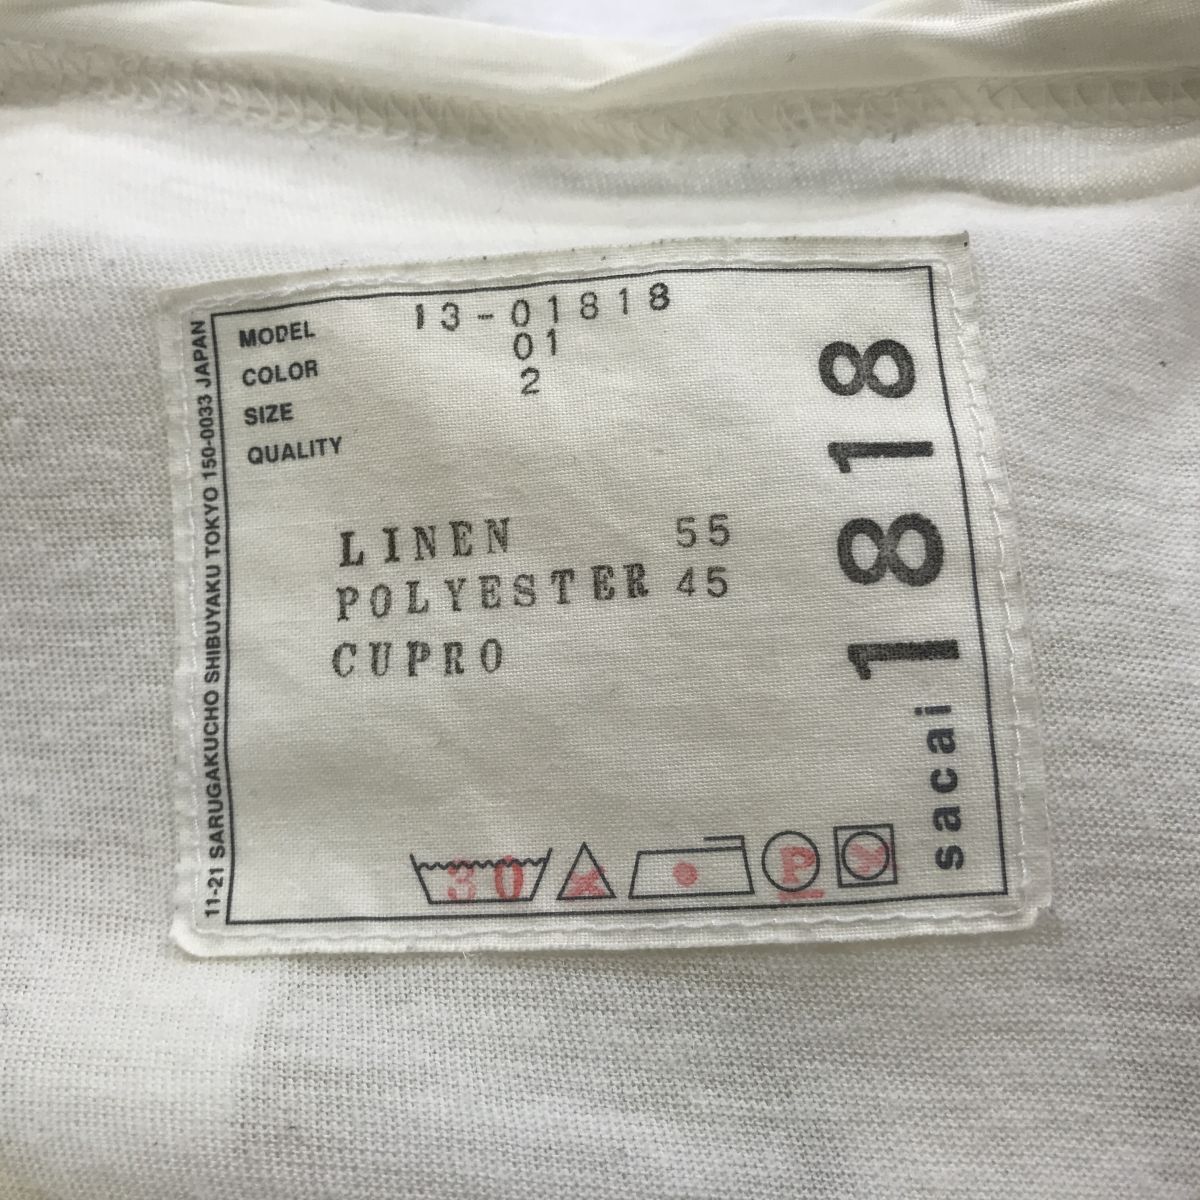 MODEL 13-01818
COLOR 01
SIZE 2
QUALITY
LINEN 55
POLYESTER 45
CUPRO
30
P
sacai 1818
11-21 SARUGAKUCHO SHIBUYAKU TOKYO 150-0033 JAPAN